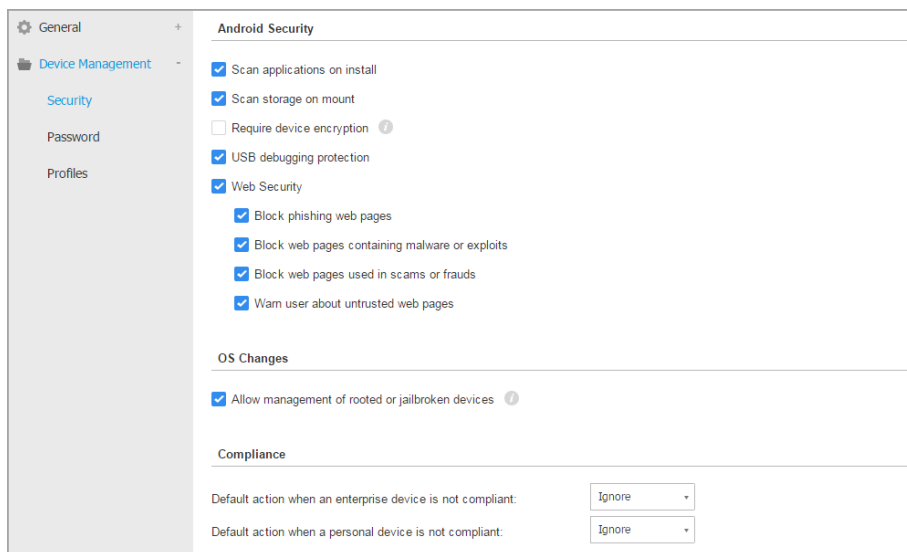 General +
Device Management -
Security
Password
Profiles
Android Security
Scan applications on install
Scan storage on mount
Require device encryption i
USB debugging protection
Web Security
Block phishing web pages
Block web pages containing malware or exploits
Block web pages used in scams or frauds
Warn user about untrusted web pages
OS Changes
Allow management of rooted or jailbroken devices i
Compliance
Default action when an enterprise device is not compliant: Ignore
Default action when a personal device is not compliant: Ignore